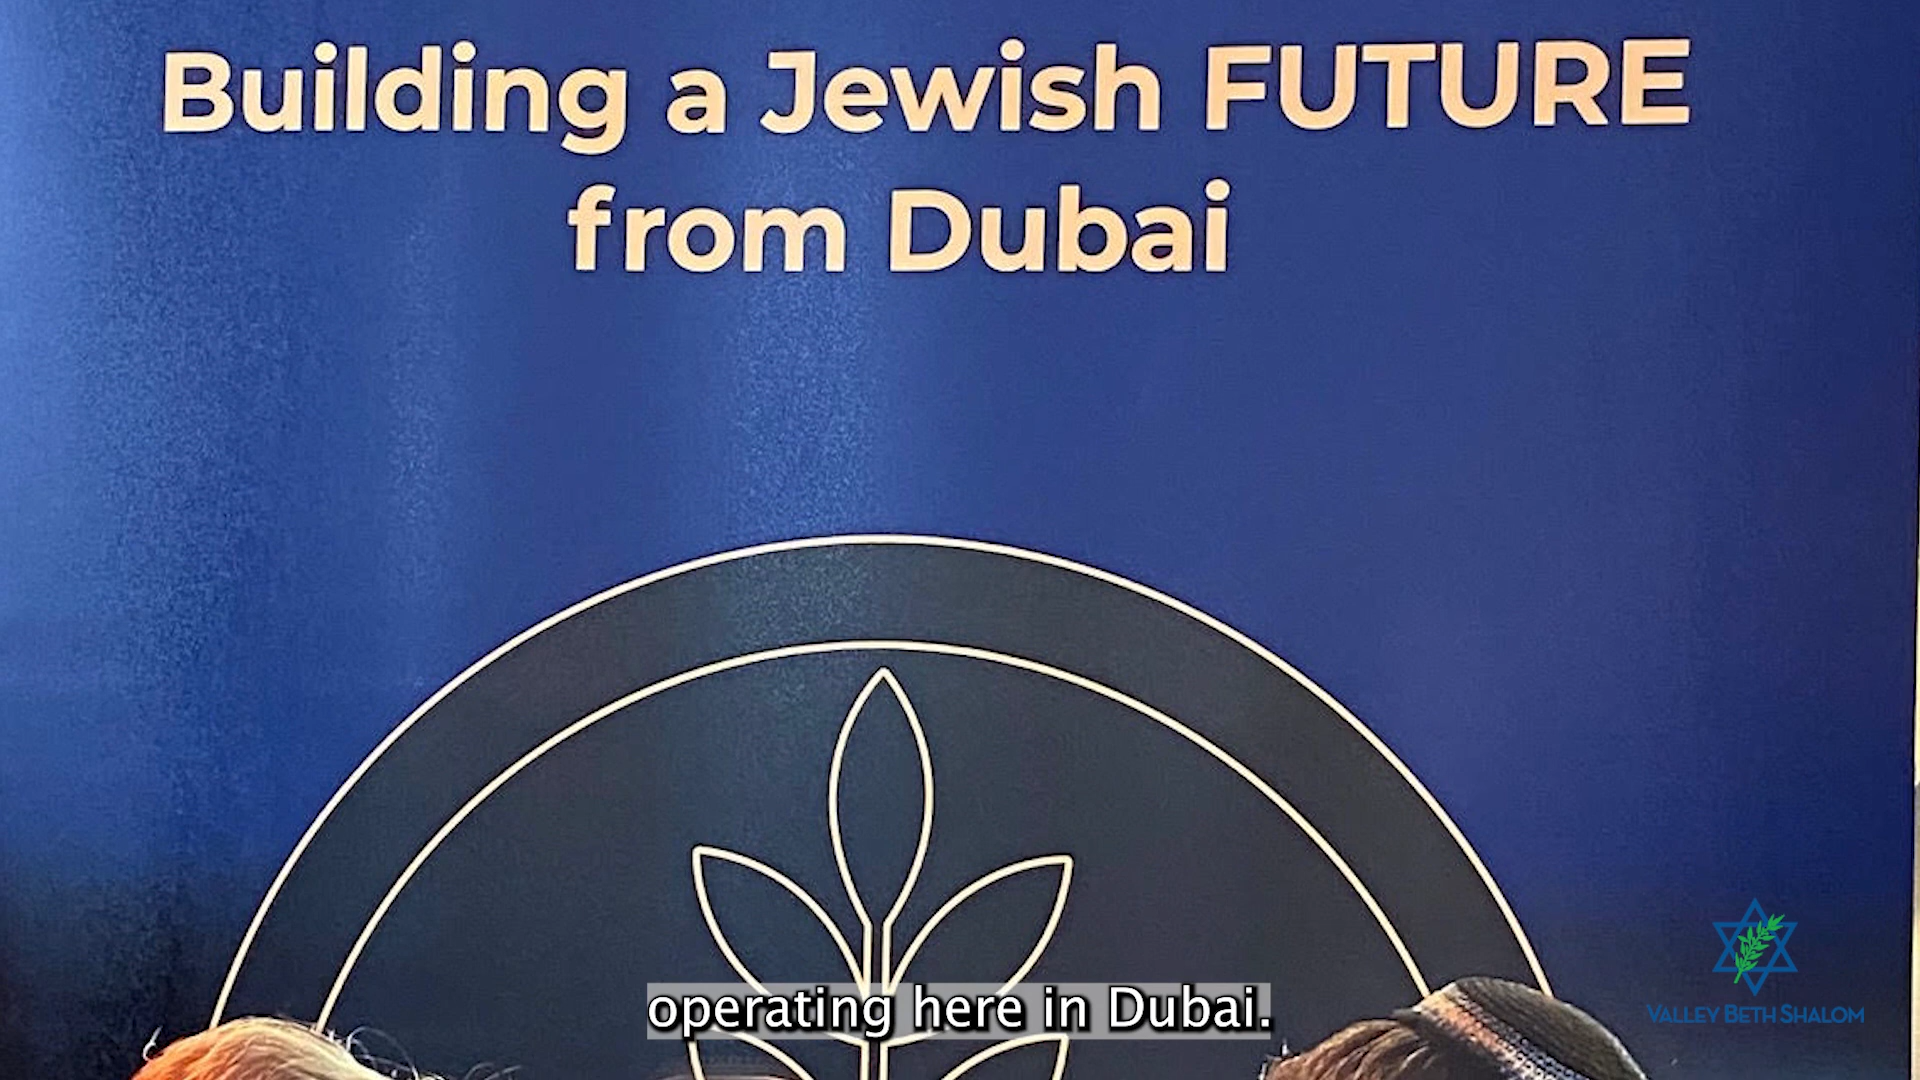 Building a Jewish FUTURE
from Dubai
operating here in Dubai.
VALLEY BETH SHALOM